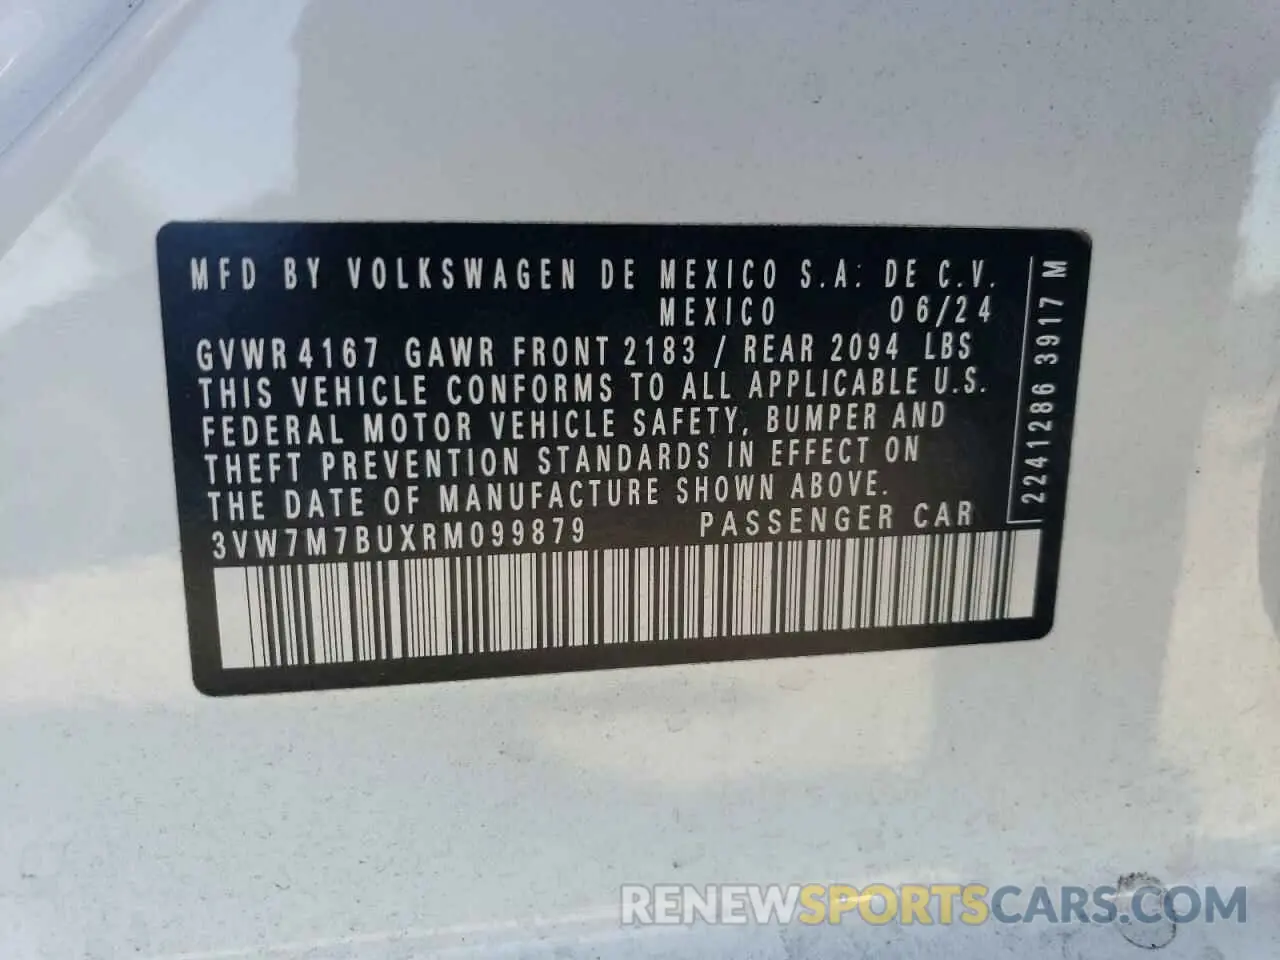 MFD BY VOLKSWAGEN DE MEXICO S.A. DE C.V.
MEXICO 06/24
GVWR 4167 GAWR FRONT 2183 / REAR 2094 LBS
THIS VEHICLE CONFORMS TO ALL APPLICABLE U.S.
FEDERAL MOTOR VEHICLE SAFETY, BUMPER AND
THEFT PREVENTION STANDARDS IN EFFECT ON
THE DATE OF MANUFACTURE SHOWN ABOVE.
3VW7M7BUXRM099879 PASSENGER CAR
2241286 3917 M
RENEWSPORTSCARS.COM